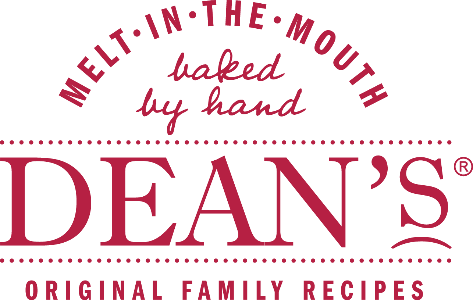 MELT·IN·THE·MOUTH
baked
by hand
DEAN'S®
ORIGINAL FAMILY RECIPES